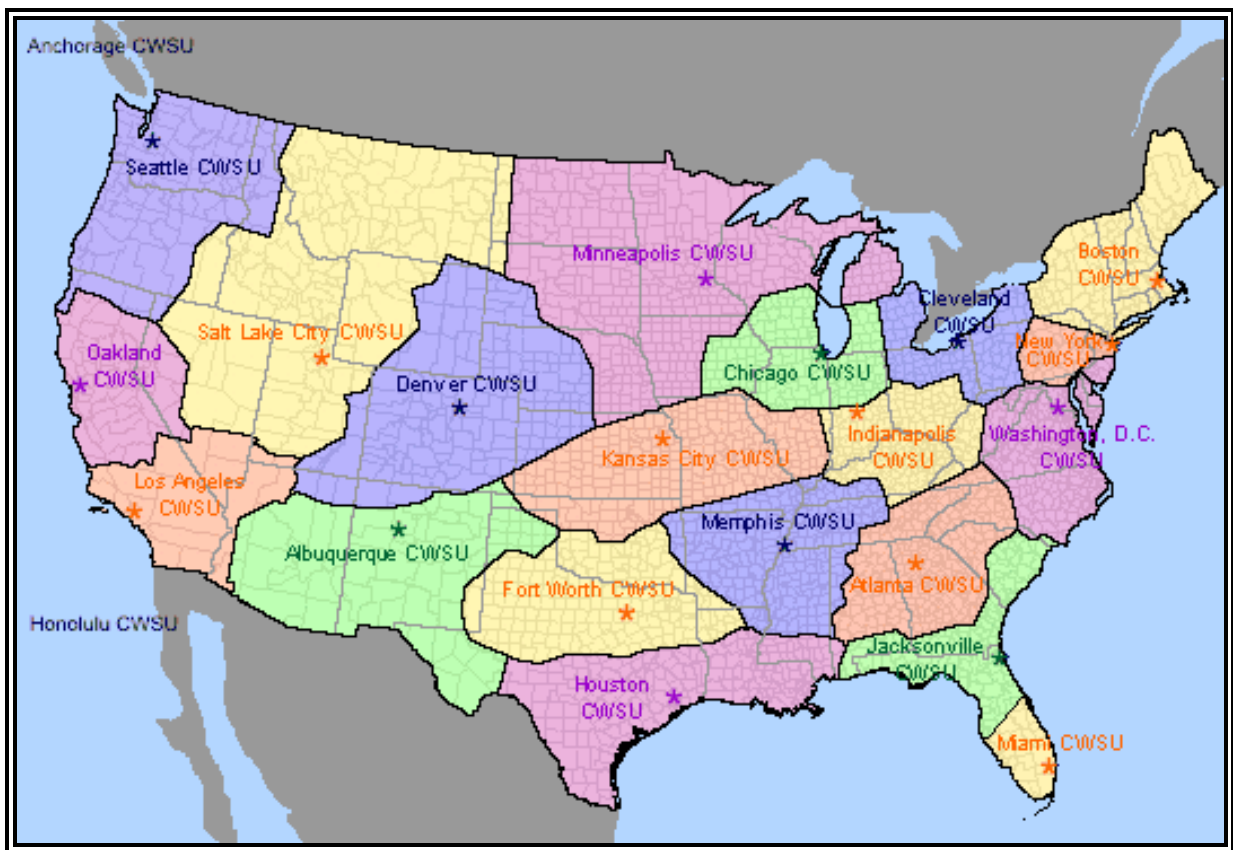 Anchorage CWSU
Seattle CWSU
Minneapolis CWSU
Boston
CWSU
Cleveland
CWSU
Salt Lake City CWSU
New York
CWSU
Oakland
CWSU
Chicago CWSU
Denver CWSU
Indianapolis
CWSU
Washington, D.C.
CWSU
Kansas City CWSU
Los Angeles
CWSU
Memphis CWSU
Albuquerque CWSU
Fort Worth CWSU
Atlanta CWSU
Honolulu CWSU
Jacksonville
CWSU
Houston
CWSU
Miami CWSU